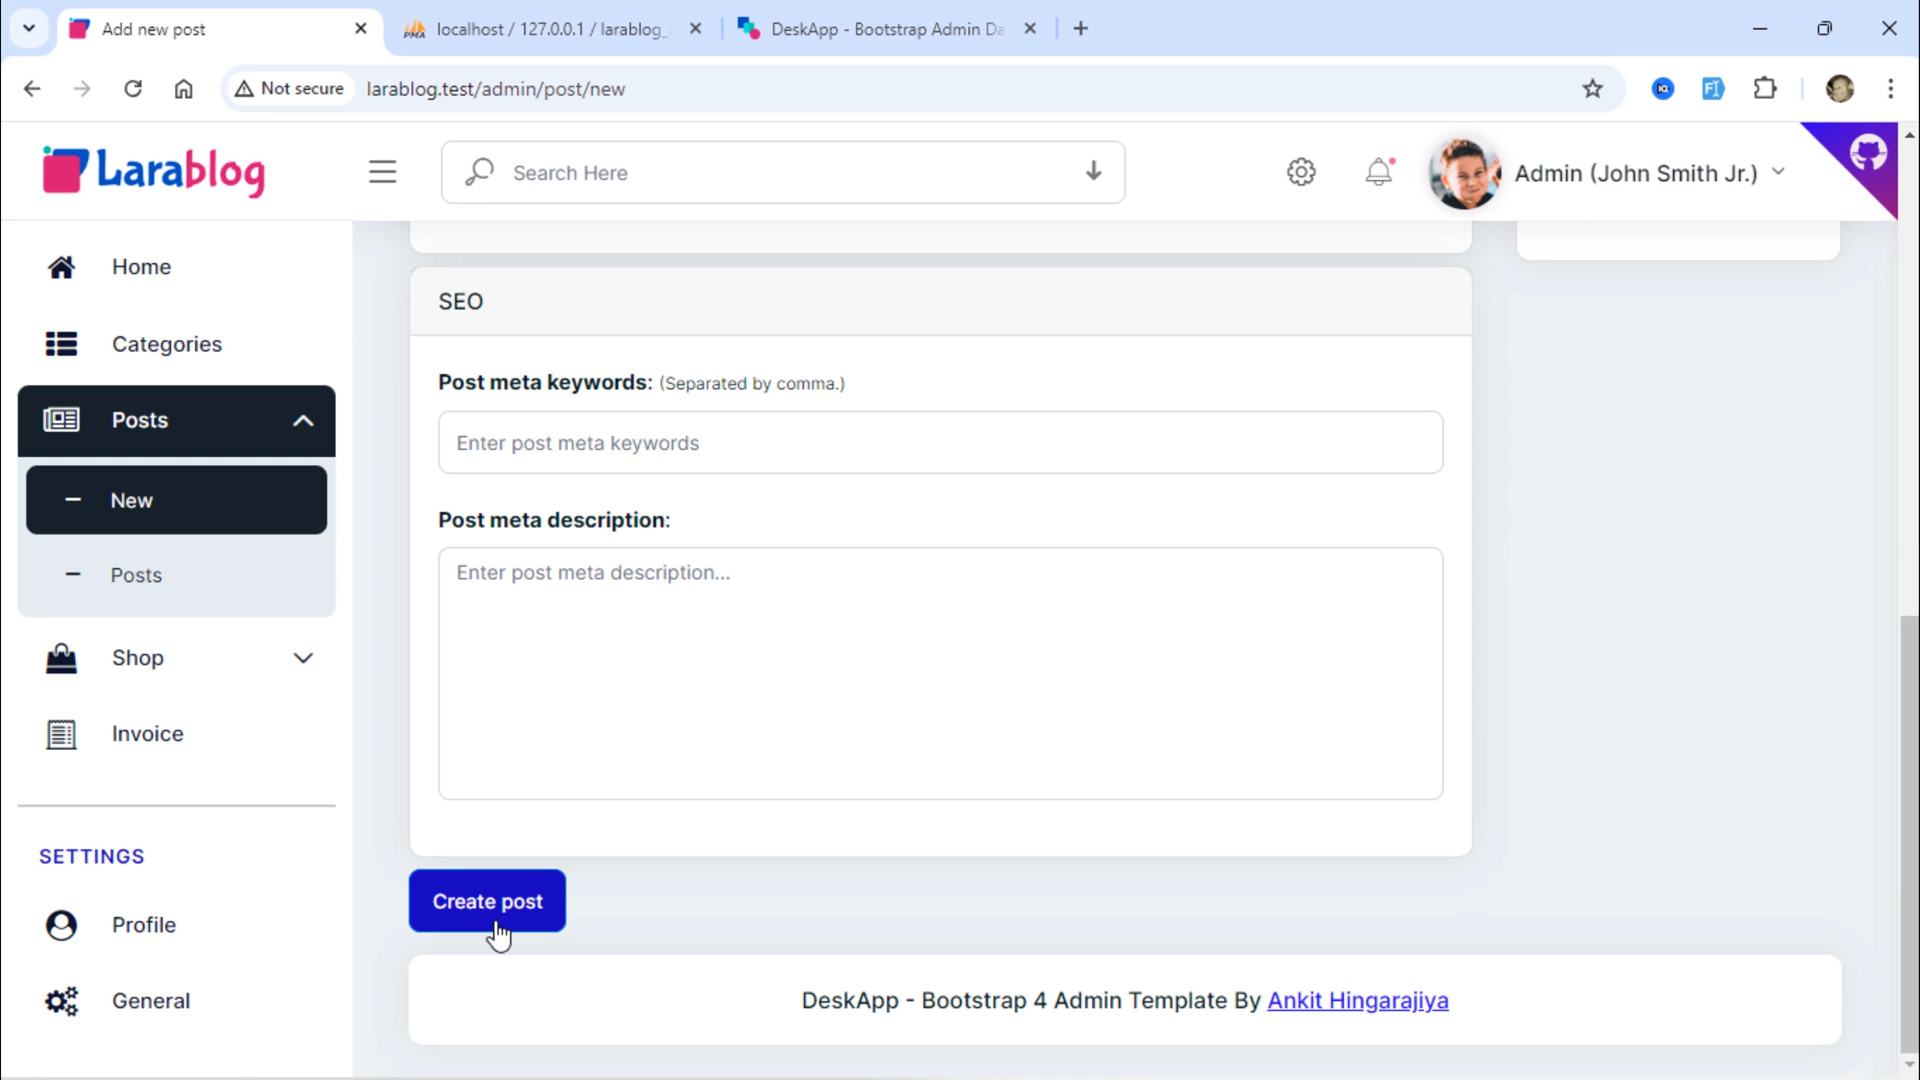 Add new post
localhost / 127.0.0.1 / larablog_
DeskApp - Bootstrap Admin Da
Not secure
larablog.test/admin/post/new
Larablog
Search Here
Admin (John Smith Jr.)
Home
Categories
Posts
New
Posts
Shop
Invoice
SETTINGS
Profile
General
SEO
Post meta keywords: (Separated by comma.)
Enter post meta keywords
Post meta description:
Enter post meta description...
Create post
DeskApp - Bootstrap 4 Admin Template By Ankit Hingarajiya